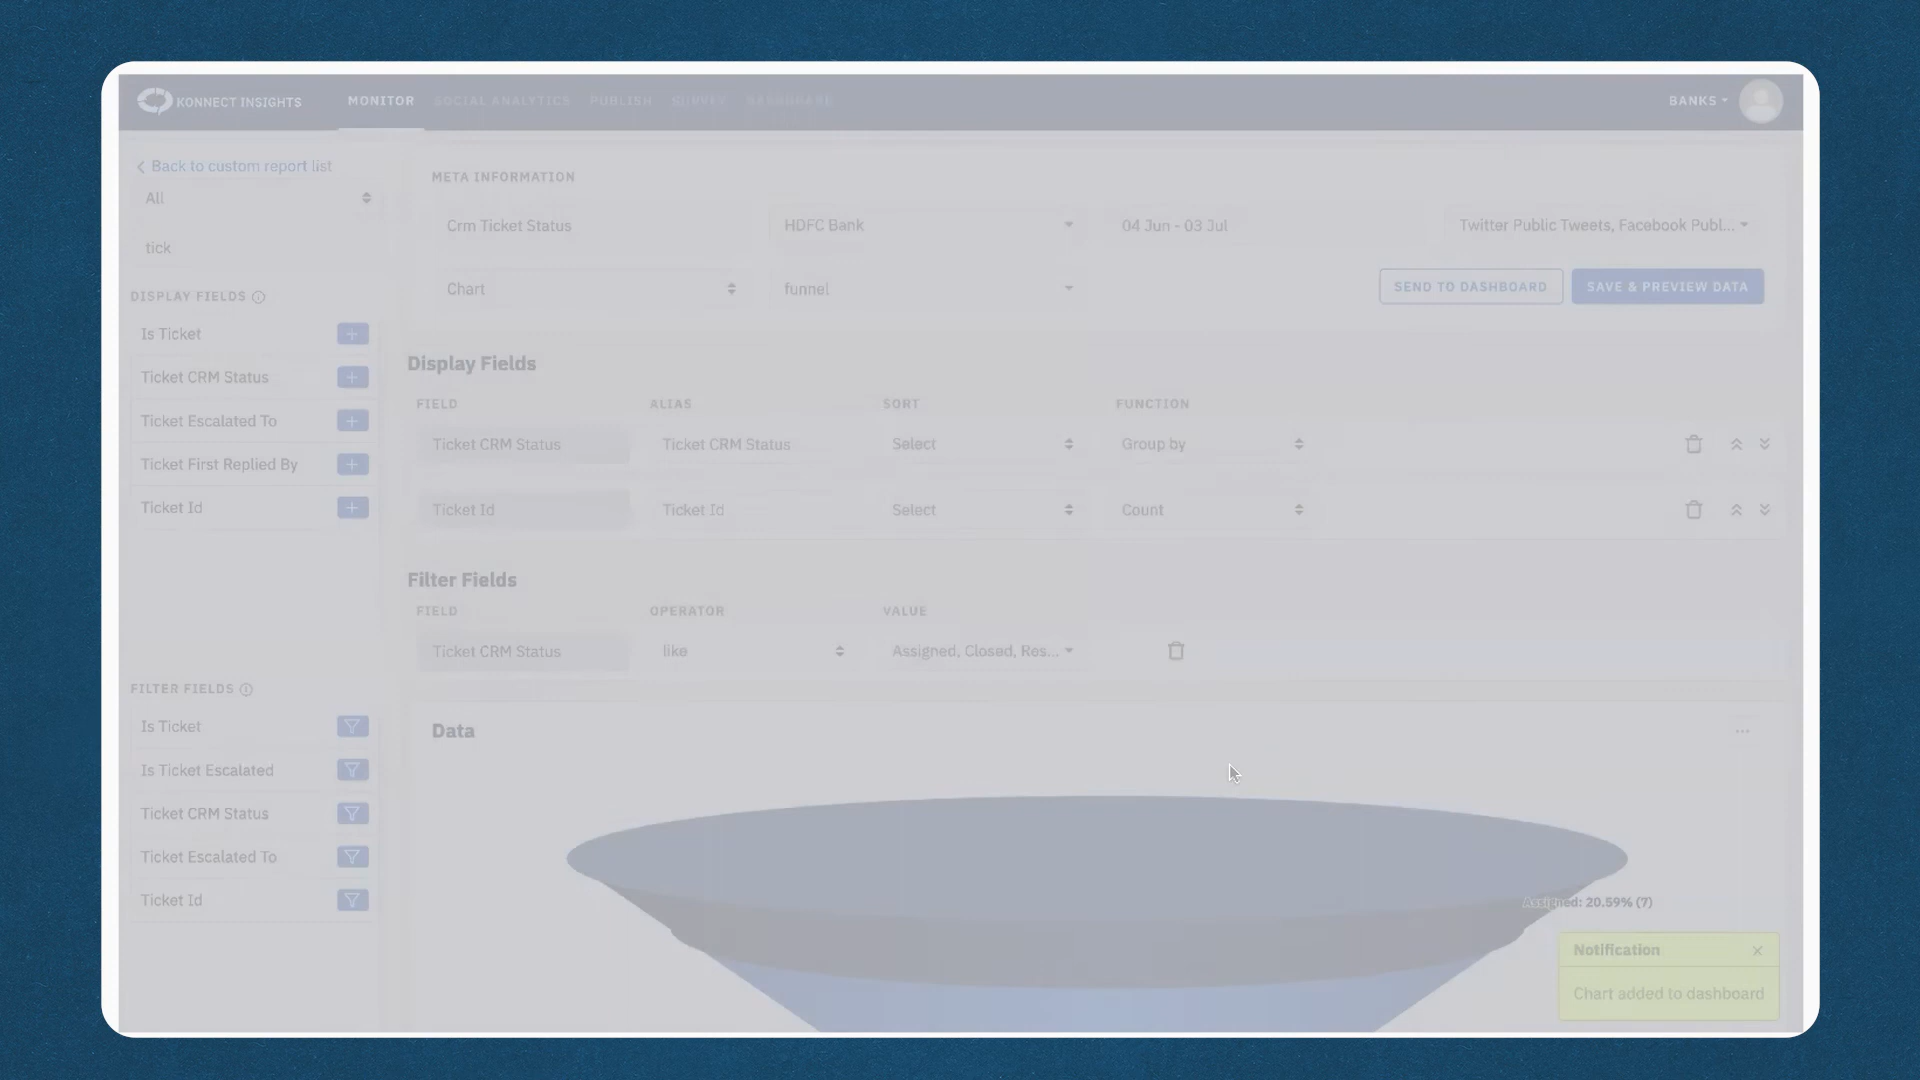 KONNECT INSIGHTS
MONITOR
SOCIAL ANALYTICS
PUBLISH
SURVEY
DASHBOARD
BANKS
Back to custom report list
All
tick
DISPLAY FIELDS
Is Ticket
Ticket CRM Status
Ticket Escalated To
Ticket First Replied By
Ticket Id
FILTER FIELDS
Is Ticket
Is Ticket Escalated
Ticket CRM Status
Ticket Escalated To
Ticket Id
META INFORMATION
Crm Ticket Status
HDFC Bank
04 Jun - 03 Jul
Twitter Public Tweets, Facebook Publ...
Chart
funnel
SEND TO DASHBOARD
SAVE & PREVIEW DATA
Display Fields
FIELD
ALIAS
SORT
FUNCTION
Ticket CRM Status
Ticket CRM Status
Select
Group by
Ticket Id
Ticket Id
Select
Count
Filter Fields
FIELD
OPERATOR
VALUE
Ticket CRM Status
like
Assigned, Closed, Res...
Data
...
Assigned: 20.59% (7)
Notification
Chart added to dashboard